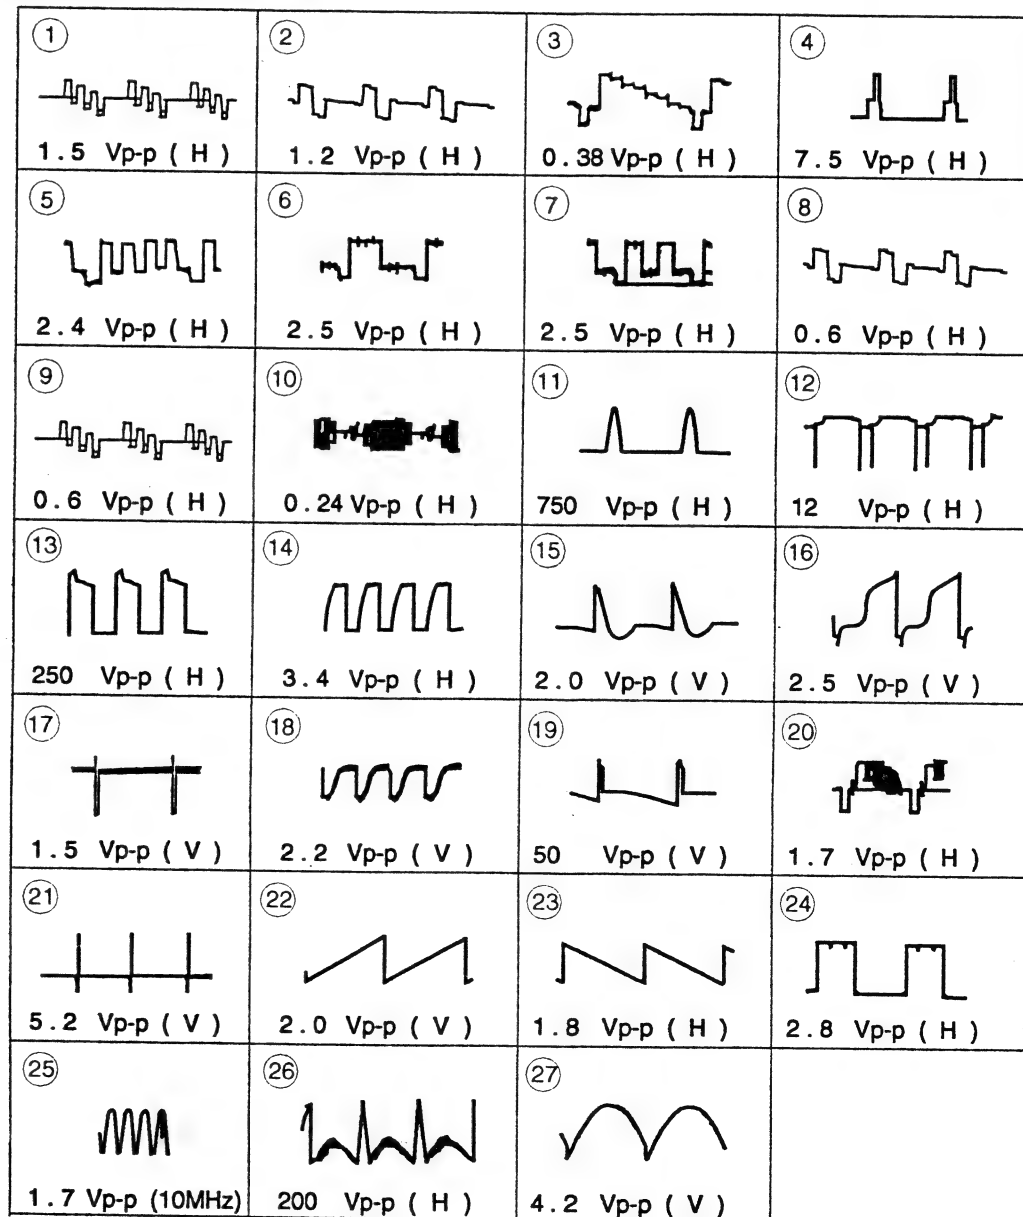 1 2 3 4
1.5 Vp-p ( H ) 1.2 Vp-p ( H ) 0.38 Vp-p ( H ) 7.5 Vp-p ( H )
5 6 7 8
2.4 Vp-p ( H ) 2.5 Vp-p ( H ) 2.5 Vp-p ( H ) 0.6 Vp-p ( H )
9 10 11 12
0.6 Vp-p ( H ) 0.24 Vp-p ( H ) 750 Vp-p ( H ) 12 Vp-p ( H )
13 14 15 16
250 Vp-p ( H ) 3.4 Vp-p ( H ) 2.0 Vp-p ( V ) 2.5 Vp-p ( V )
17 18 19 20
1.5 Vp-p ( V ) 2.2 Vp-p ( V ) 50 Vp-p ( V ) 1.7 Vp-p ( H )
21 22 23 24
5.2 Vp-p ( V ) 2.0 Vp-p ( V ) 1.8 Vp-p ( H ) 2.8 Vp-p ( H )
25 26 27
1.7 Vp-p (10MHz) 200 Vp-p ( H ) 4.2 Vp-p ( V )